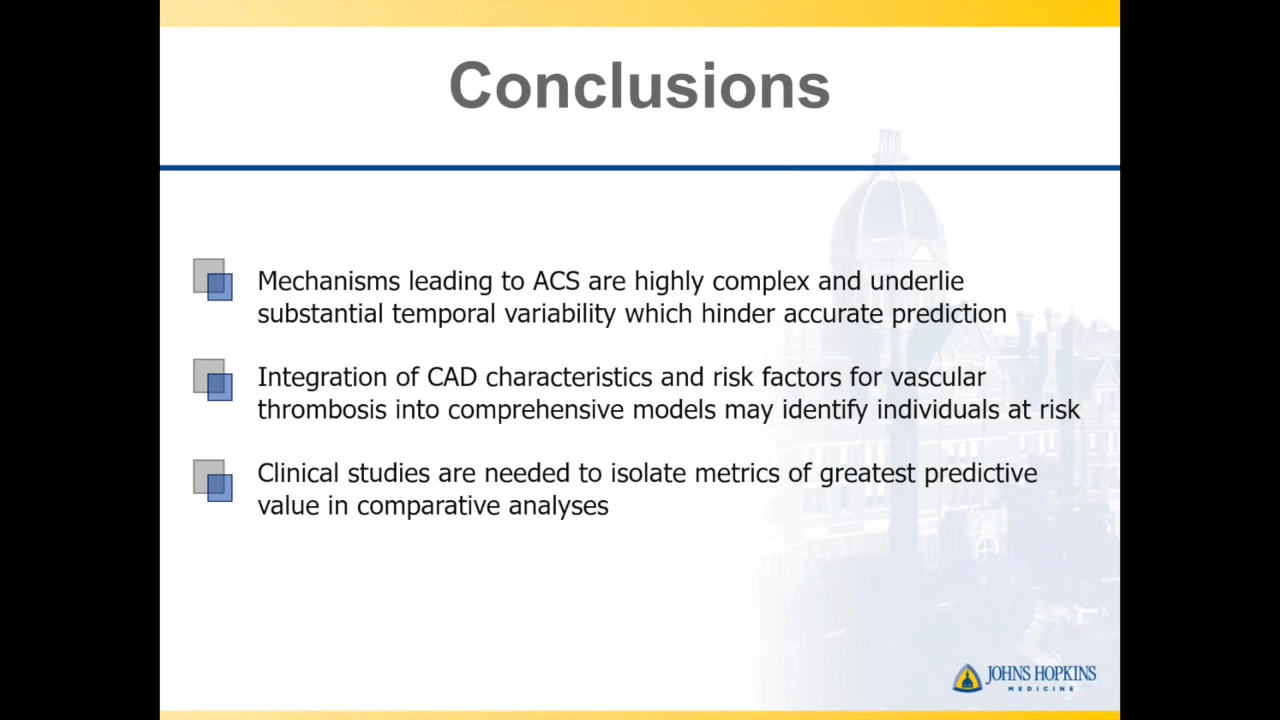 Conclusions
Mechanisms leading to ACS are highly complex and underlie
substantial temporal variability which hinder accurate prediction
Integration of CAD characteristics and risk factors for vascular
thrombosis into comprehensive models may identify individuals at risk
Clinical studies are needed to isolate metrics of greatest predictive
value in comparative analyses
JOHNS HOPKINS
MEDICINE